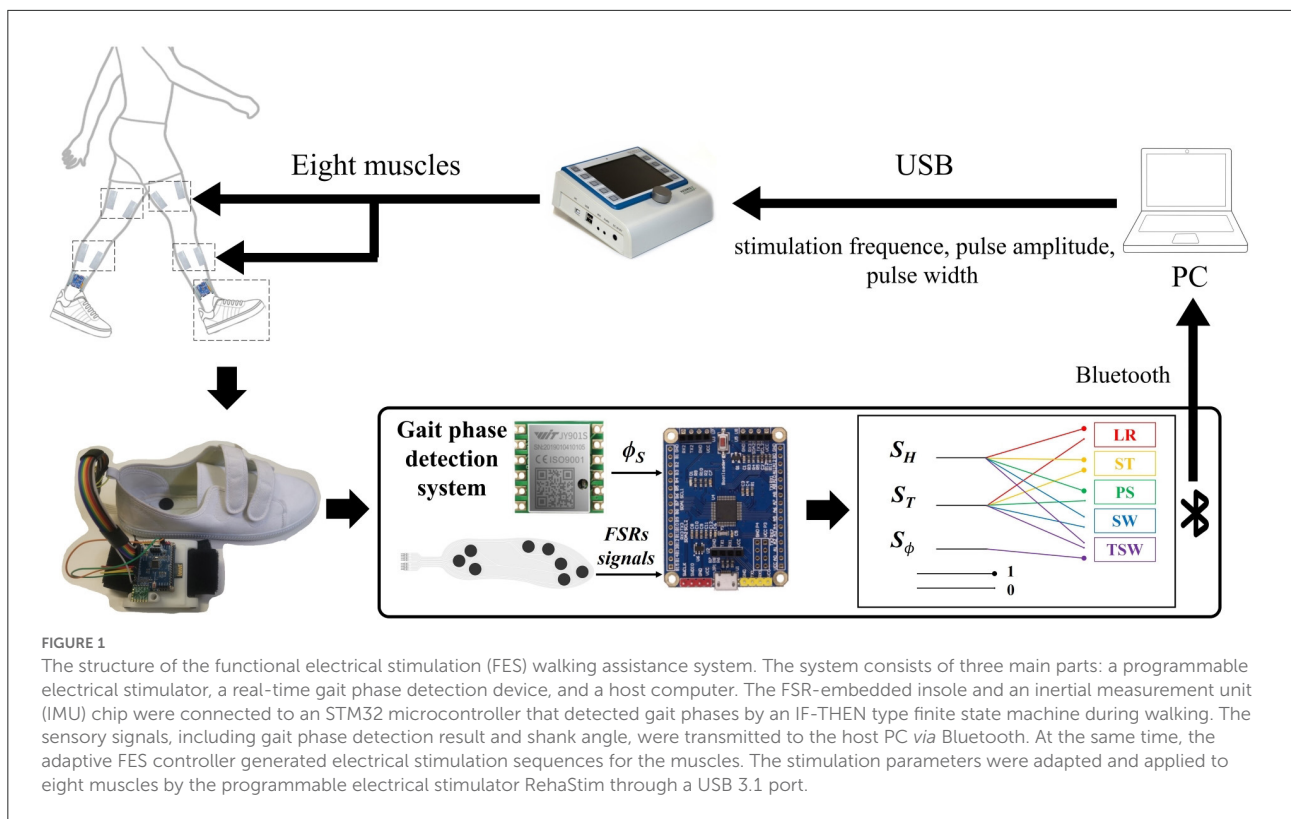 Eight muscles
USB
stimulation frequence, pulse amplitude,
pulse width
PC
Bluetooth
Gait phase
detection
system
WIT JY901S
CE ISO9001
ϕS
FSRs
signals
SH
ST
Sϕ
LR
ST
PS
SW
TSW
1
0
FIGURE 1
The structure of the functional electrical stimulation (FES) walking assistance system. The system consists of three main parts: a programmable
electrical stimulator, a real-time gait phase detection device, and a host computer. The FSR-embedded insole and an inertial measurement unit
(IMU) chip were connected to an STM32 microcontroller that detected gait phases by an IF-THEN type finite state machine during walking. The
sensory signals, including gait phase detection result and shank angle, were transmitted to the host PC via Bluetooth. At the same time, the
adaptive FES controller generated electrical stimulation sequences for the muscles. The stimulation parameters were adapted and applied to
eight muscles by the programmable electrical stimulator RehaStim through a USB 3.1 port.